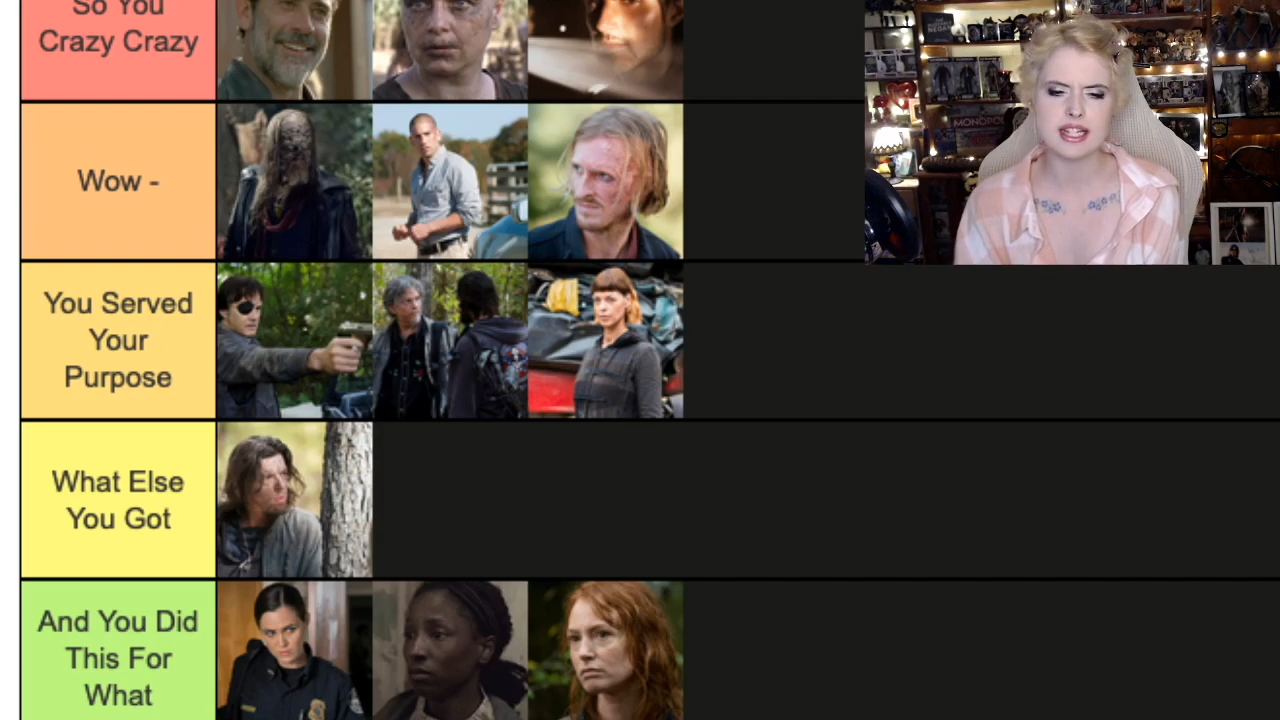 So You
Crazy Crazy
Wow -
You Served
Your
Purpose
What Else
You Got
And You Did
This For
What
MONOPOLY